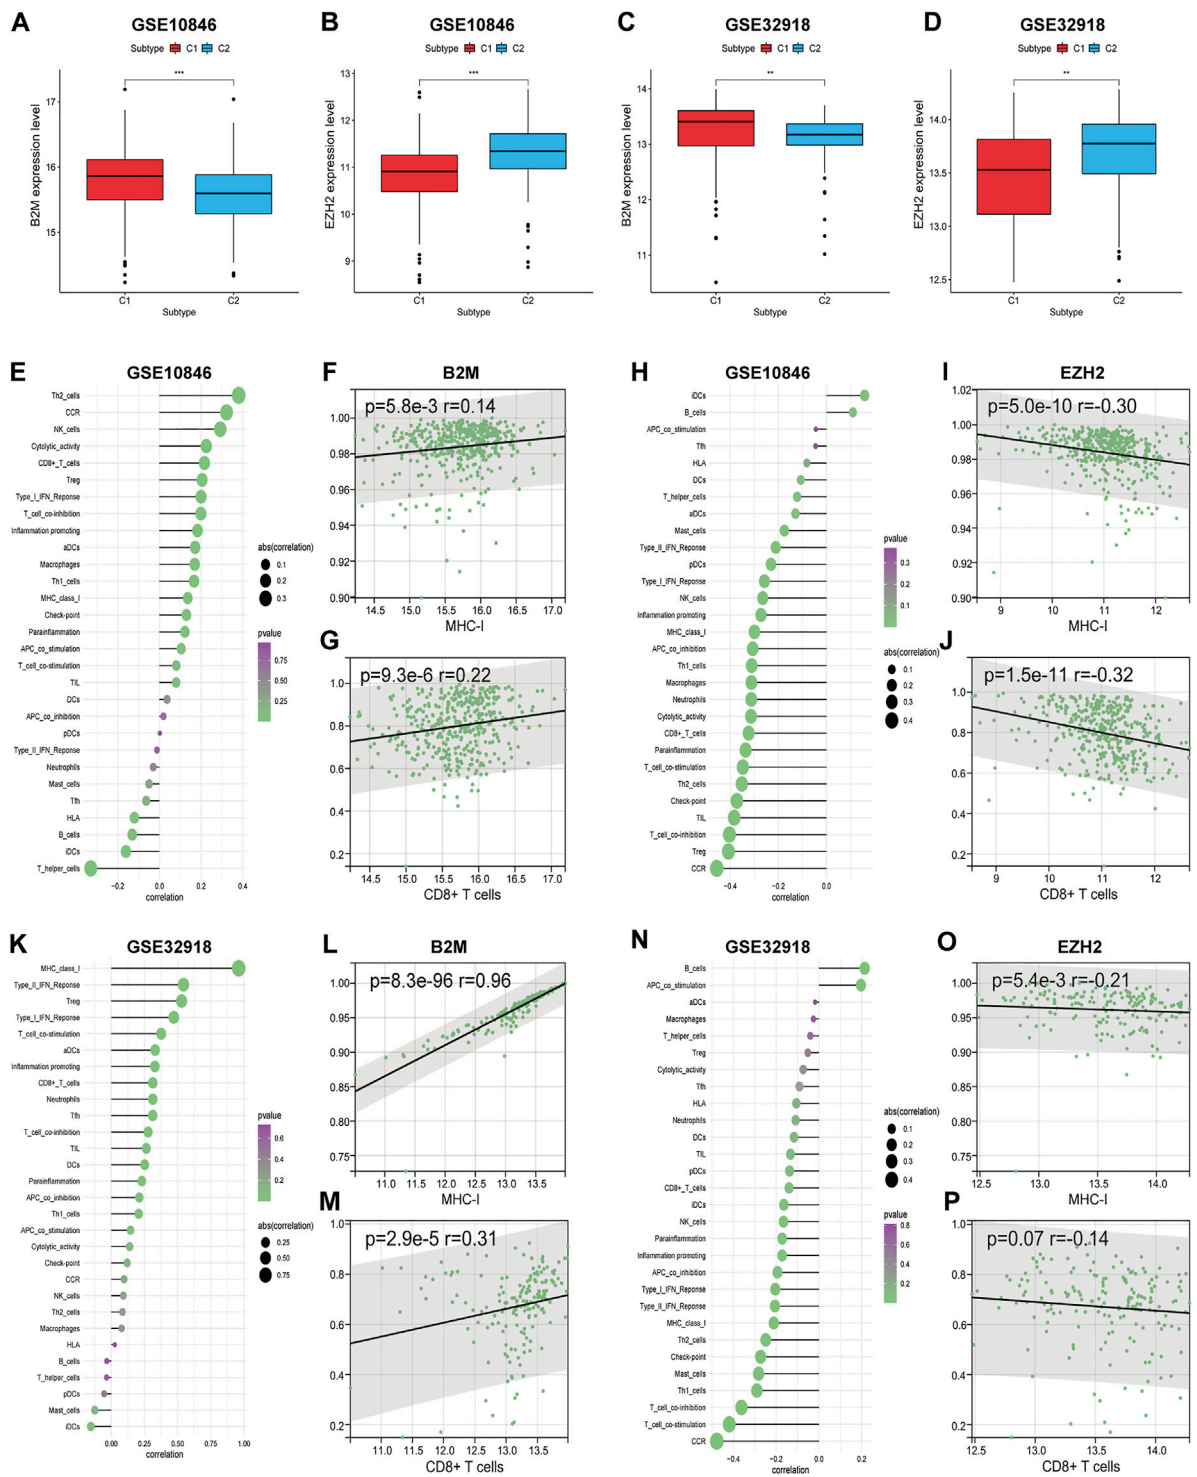 A
GSE10846
Subtype C1 C2
B2M expression level
17
16
15
***
C1
C2
Subtype
B
GSE10846
Subtype C1 C2
EZH2 expression level
13
12
11
10
9
***
C1
C2
Subtype
C
GSE32918
Subtype C1 C2
B2M expression level
14
13
12
11
**
C1
C2
Subtype
D
GSE32918
Subtype C1 C2
EZH2 expression level
14.0
13.5
13.0
12.5
**
C1
C2
Subtype
E
GSE10846
Th2_cells
CCR
NK_cells
Cytolytic_activity
CD8+_T_cells
Treg
Type_I_IFN_Reponse
T_cell_co-inhibition
Inflammation promoting
aDCs
Macrophages
Th1_cells
MHC_class_I
Check-point
Parainflammation
APC_co_stimulation
T_cell_co-stimulation
TIL
DCs
APC_co_inhibition
pDCs
Type_II_IFN_Reponse
Neutrophils
Mast_cells
Tfh
HLA
B_cells
iDCs
T_helper_cells
−0.2 0.0 0.2 0.4
correlation
abs(correlation)
0.1
0.2
0.3
pvalue
0.75
0.50
0.25
F
B2M
p=5.8e-3 r=0.14
1.00
0.98
0.96
0.94
0.92
0.90
14.5 15.0 15.5 16.0 16.5 17.0
MHC-I
G
p=9.3e-6 r=0.22
1.0
0.8
0.6
0.4
0.2
14.5 15.0 15.5 16.0 16.5 17.0
CD8+ T cells
H
GSE10846
iDCs
B_cells
APC_co_stimulation
Tfh
HLA
DCs
T_helper_cells
aDCs
Mast_cells
Type_II_IFN_Reponse
pDCs
Type_I_IFN_Reponse
NK_cells
Inflammation promoting
MHC_class_I
APC_co_inhibition
Th1_cells
Macrophages
Neutrophils
Cytolytic_activity
CD8+_T_cells
Parainflammation
T_cell_co-stimulation
Th2_cells
Check-point
TIL
T_cell_co-inhibition
Treg
CCR
−0.4 −0.2 0.0
correlation
pvalue
0.3
0.2
0.1
abs(correlation)
0.1
0.2
0.3
0.4
I
EZH2
p=5.0e-10 r=-0.30
1.02
1.00
0.98
0.96
0.94
0.92
0.90
9 10 11 12
MHC-I
J
p=1.5e-11 r=-0.32
1.0
0.8
0.6
0.4
0.2
9 10 11 12
CD8+ T cells
K
GSE32918
MHC_class_I
Type_II_IFN_Reponse
Treg
Type_I_IFN_Reponse
T_cell_co-stimulation
aDCs
Inflammation promoting
CD8+_T_cells
Neutrophils
Tfh
T_cell_co-inhibition
TIL
DCs
Parainflammation
APC_co_inhibition
Th1_cells
APC_co_stimulation
Cytolytic_activity
Check-point
CCR
NK_cells
Th2_cells
Macrophages
HLA
B_cells
T_helper_cells
pDCs
Mast_cells
iDCs
0.00 0.25 0.50 0.75 1.00
correlation
pvalue
0.6
0.4
0.2
abs(correlation)
0.25
0.50
0.75
L
B2M
p=8.3e-96 r=0.96
1.00
0.95
0.90
0.85
0.80
0.75
11.0 11.5 12.0 12.5 13.0 13.5
MHC-I
M
p=2.9e-5 r=0.31
1.0
0.8
0.6
0.4
0.2
11.0 11.5 12.0 12.5 13.0 13.5
CD8+ T cells
N
GSE32918
B_cells
APC_co_stimulation
aDCs
Macrophages
T_helper_cells
Treg
Cytolytic_activity
Tfh
HLA
Neutrophils
DCs
TIL
pDCs
CD8+_T_cells
iDCs
NK_cells
Parainflammation
Inflammation promoting
APC_co_inhibition
Type_I_IFN_Reponse
Type_II_IFN_Reponse
MHC_class_I
Th2_cells
Check-point
Mast_cells
Th1_cells
T_cell_co-inhibition
T_cell_co-stimulation
CCR
−0.4 −0.2 0.0 0.2
correlation
abs(correlation)
0.1
0.2
0.3
0.4
pvalue
0.8
0.6
0.4
0.2
O
EZH2
p=5.4e-3 r=-0.21
1.00
0.95
0.90
0.85
0.80
0.75
12.5 13.0 13.5 14.0
MHC-I
P
p=0.07 r=-0.14
1.0
0.8
0.6
0.4
0.2
12.5 13.0 13.5 14.0
CD8+ T cells